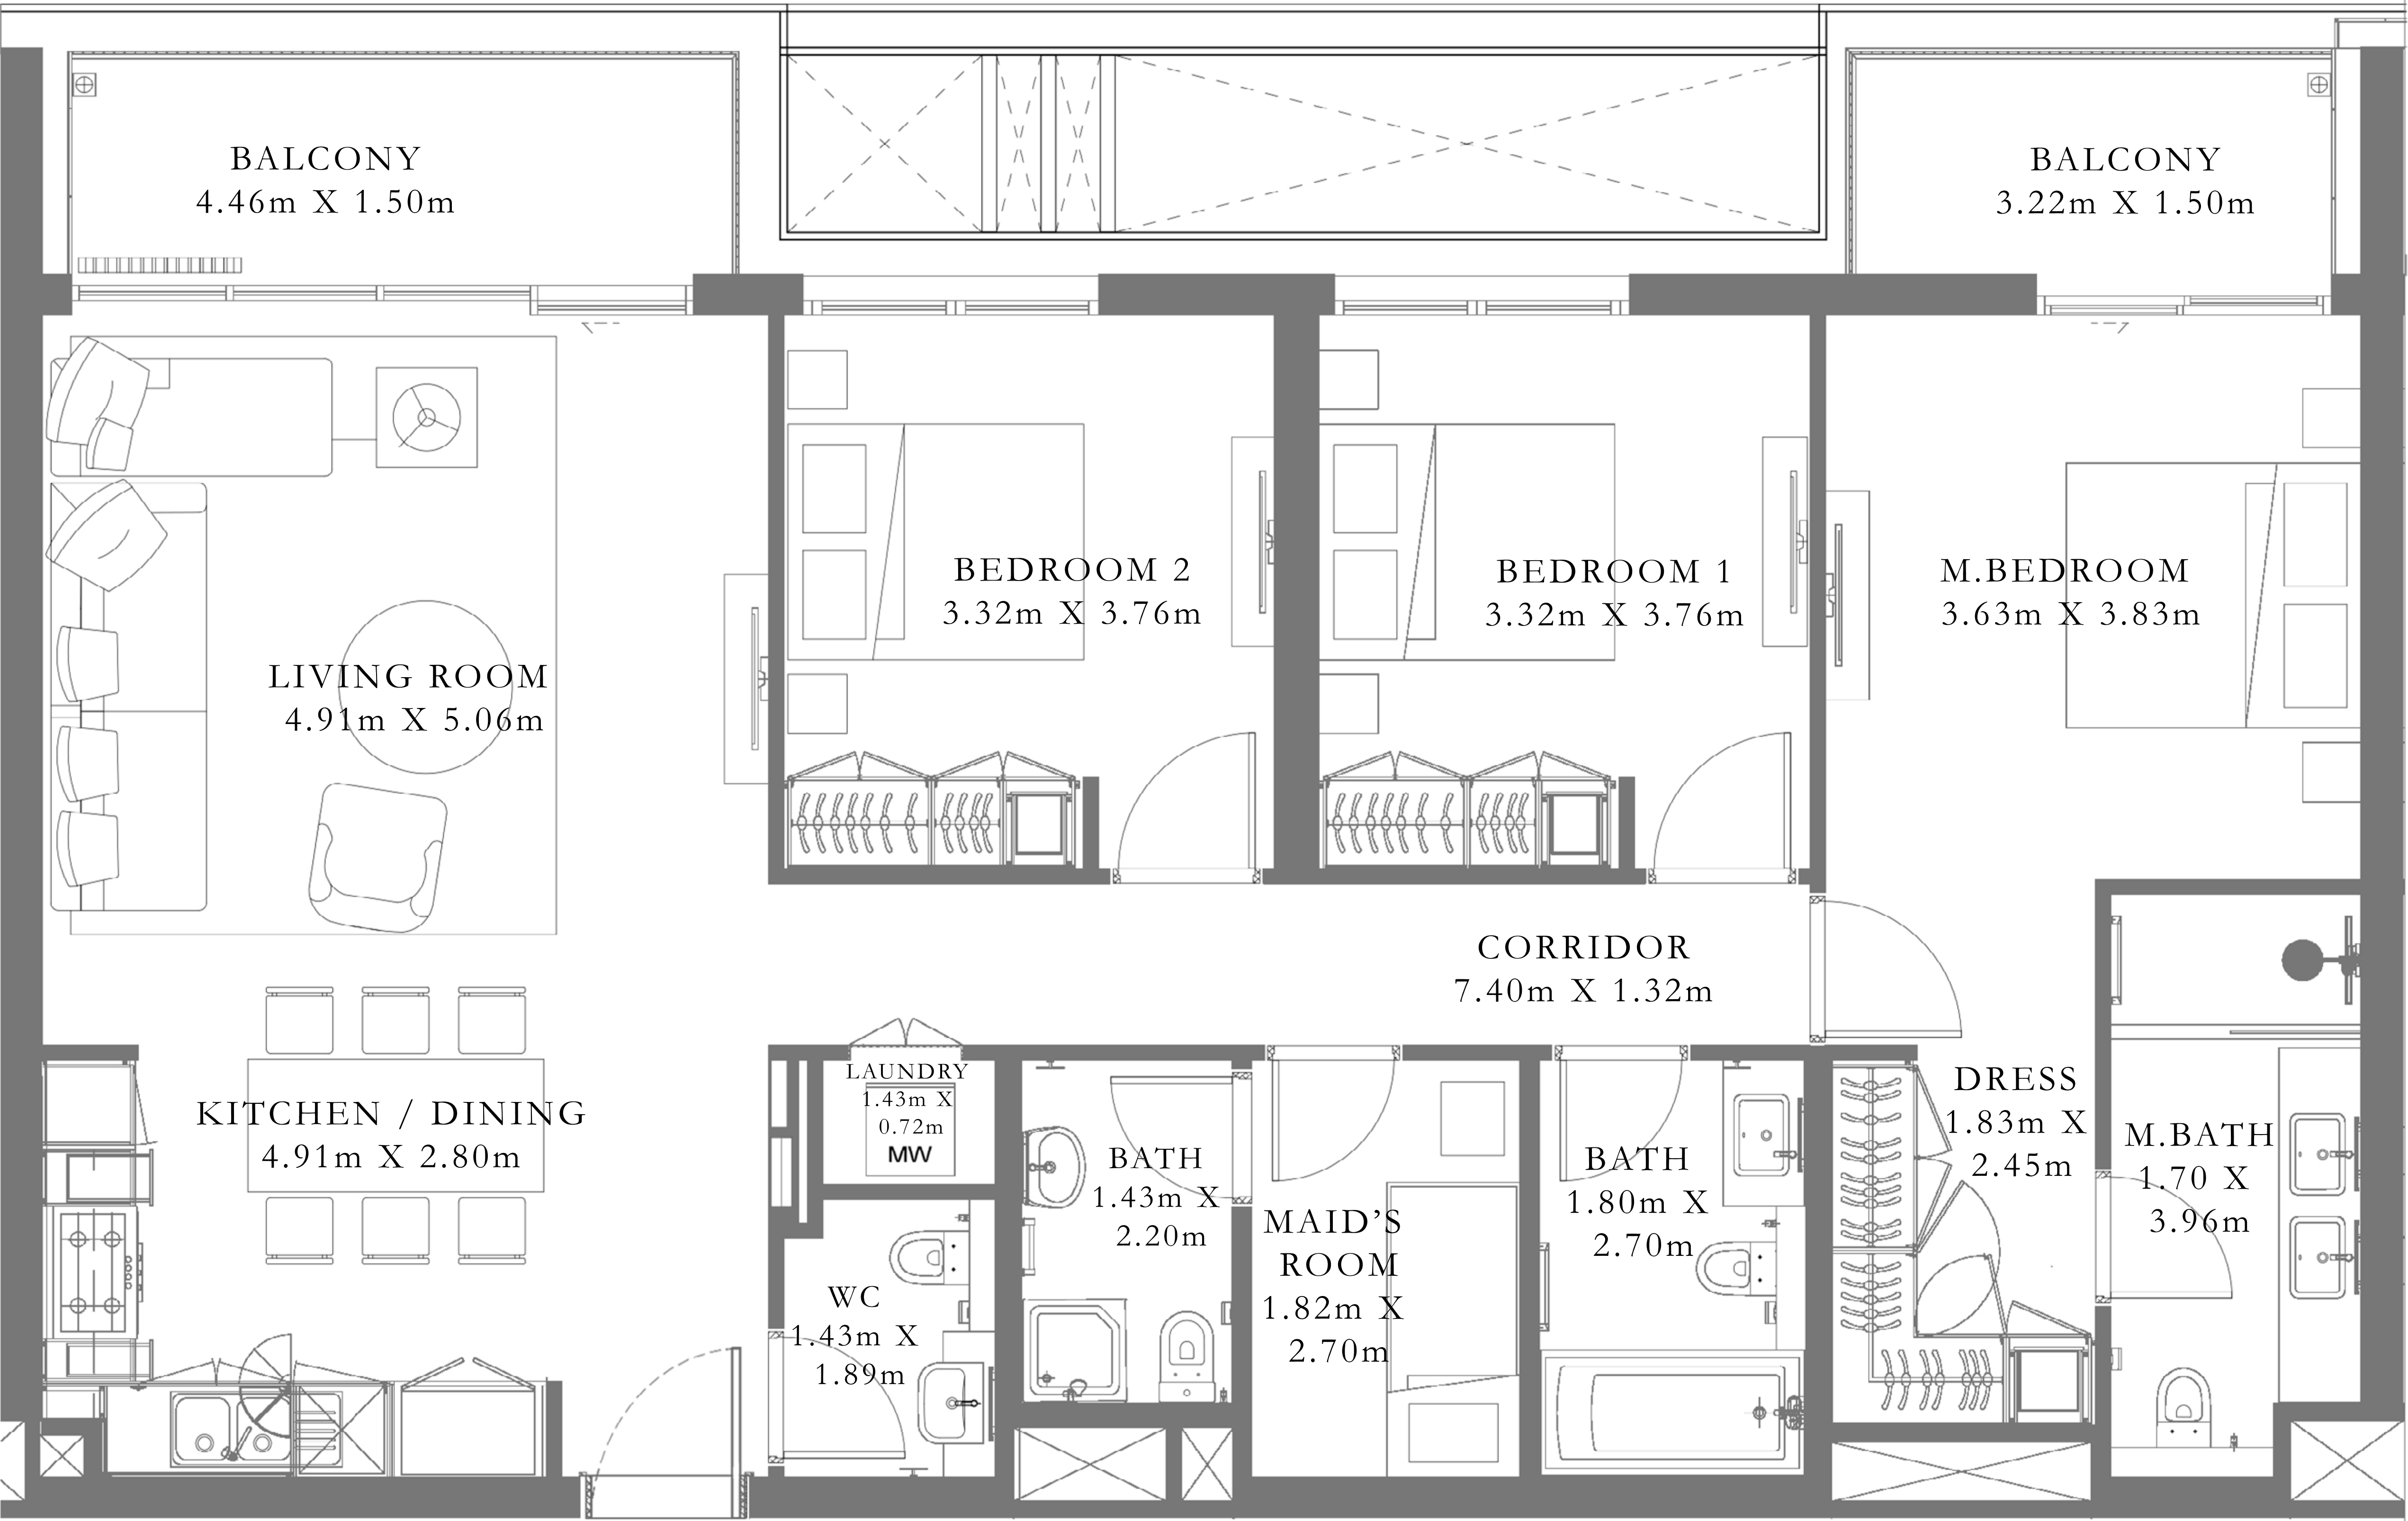 BALCONY
4.46m X 1.50m
BALCONY
3.22m X 1.50m
BEDROOM 2
3.32m X 3.76m
BEDROOM 1
3.32m X 3.76m
M.BEDROOM
3.63m X 3.83m
LIVING ROOM
4.91m X 5.06m
CORRIDOR
7.40m X 1.32m
KITCHEN / DINING
4.91m X 2.80m
LAUNDRY
1.43m X
0.72m
MW
BATH
1.43m X
2.20m
MAID'S
ROOM
1.82m X
2.70m
BATH
1.80m X
2.70m
DRESS
1.83m X
2.45m
M.BATH
1.70 X
3.96m
WC
1.43m X
1.89m